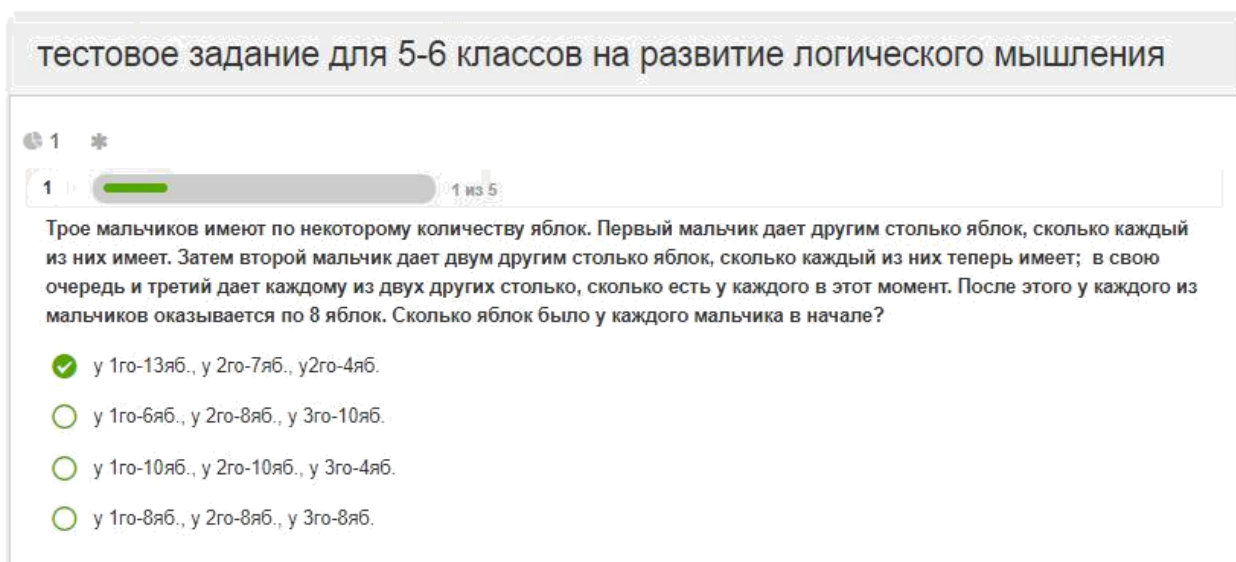 тестовое задание для 5-6 классов на развитие логического мышления
1
1
1 из 5
Трое мальчиков имеют по некоторому количеству яблок. Первый мальчик дает другим столько яблок, сколько каждый
из них имеет. Затем второй мальчик дает двум другим столько яблок, сколько каждый из них теперь имеет; в свою
очередь и третий дает каждому из двух других столько, сколько есть у каждого в этот момент. После этого у каждого из
мальчиков оказывается по 8 яблок. Сколько яблок было у каждого мальчика в начале?
у 1го-13яб., у 2го-7яб., у2го-4яб.
у 1го-6яб., у 2го-8яб., у 3го-10яб.
у 1го-10яб., у 2го-10яб., у 3го-4яб.
у 1го-8яб., у 2го-8яб., у 3го-8яб.